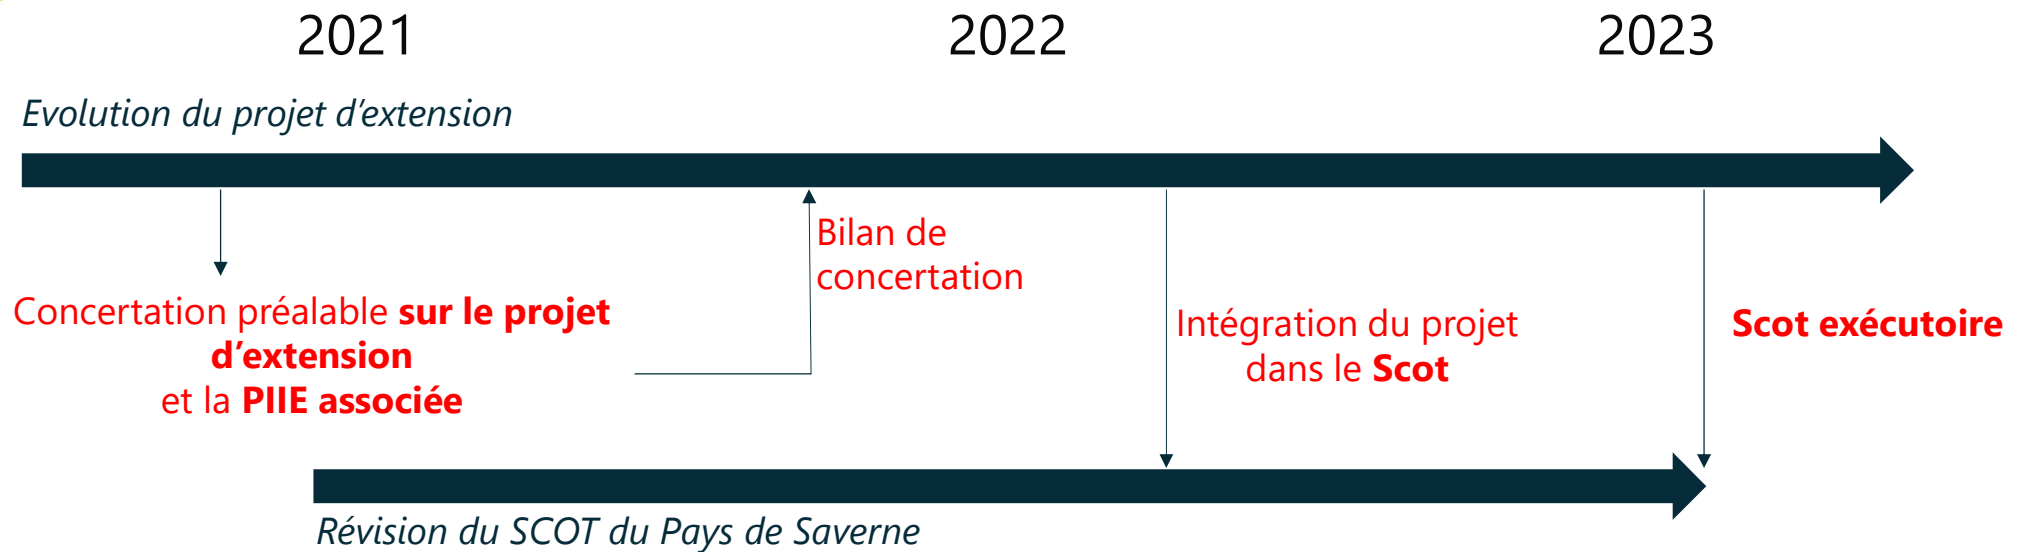 2021
2022
2023
Evolution du projet d’extension
Bilan de
concertation
Concertation préalable sur le projet
d’extension
et la PIIE associée
Intégration du projet
dans le Scot
Scot exécutoire
Révision du SCOT du Pays de Saverne